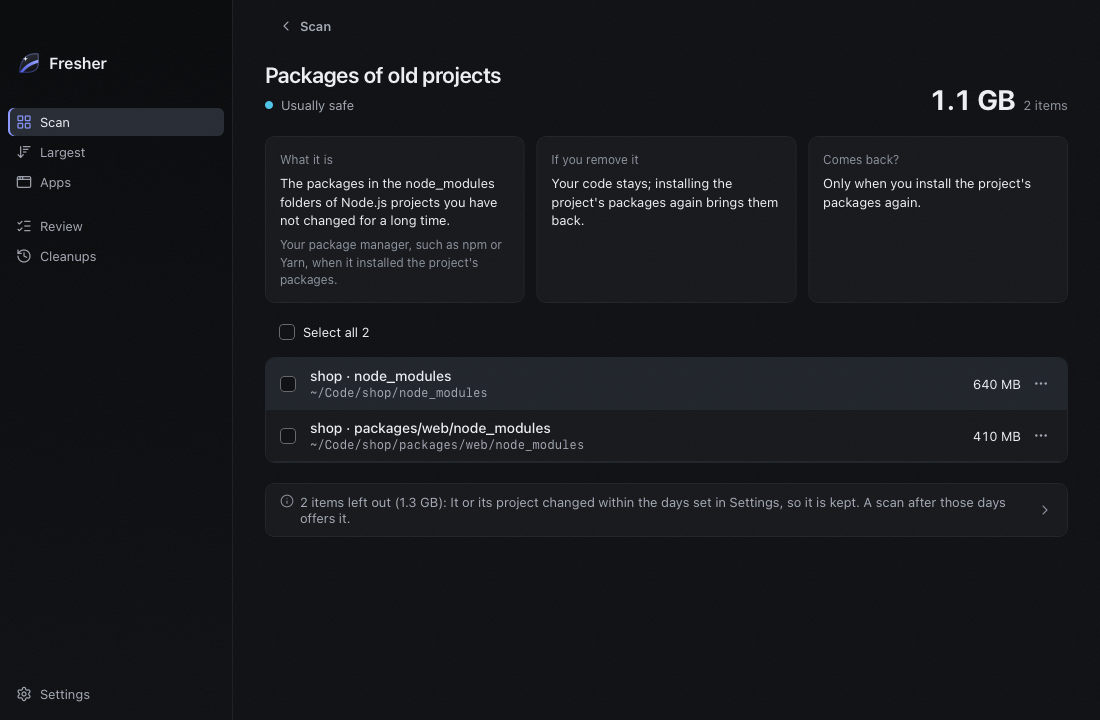 Fresher
Scan
Largest
Apps
Review
Cleanups
Settings
Scan
Packages of old projects
Usually safe
1.1 GB 2 items
What it is
The packages in the node_modules
folders of Node.js projects you have
not changed for a long time.
Your package manager, such as npm or
Yarn, when it installed the project's
packages.
If you remove it
Your code stays; installing the
project's packages again brings them
back.
Comes back?
Only when you install the project's
packages again.
Select all 2
shop · node_modules
~/Code/shop/node_modules
640 MB
shop · packages/web/node_modules
~/Code/shop/packages/web/node_modules
410 MB
2 items left out (1.3 GB): It or its project changed within the days set in Settings, so it is kept. A scan after those days
offers it.